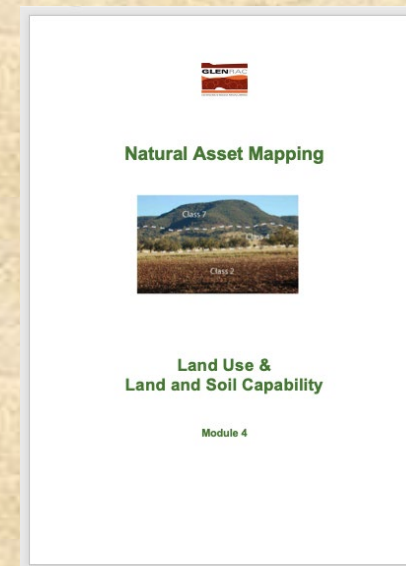 GLENRAC
Natural Asset Mapping
Class 7
Class 2
Land Use &
Land and Soil Capability
Module 4